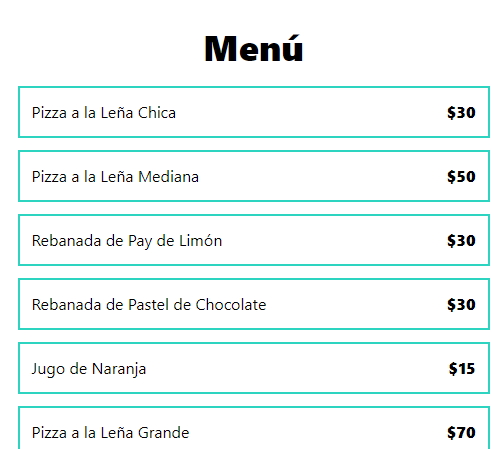 Menú
Pizza a la Leña Chica $30
Pizza a la Leña Mediana $50
Rebanada de Pay de Limón $30
Rebanada de Pastel de Chocolate $30
Jugo de Naranja $15
Pizza a la Leña Grande $70